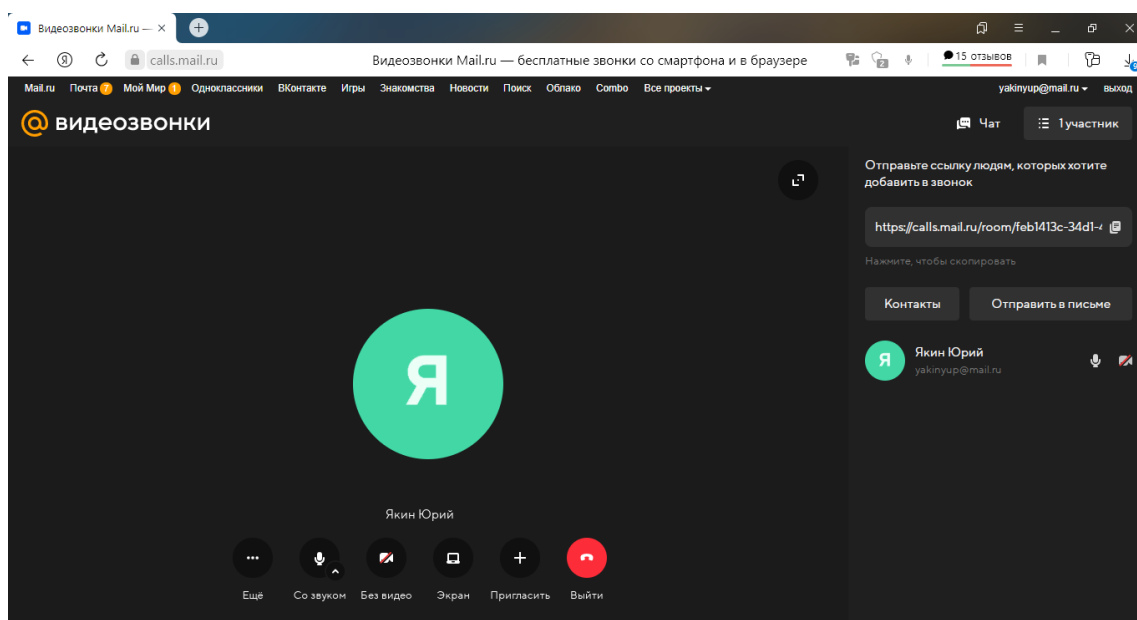 Видеозвонки Mail.ru —
Я
calls.mail.ru
Видеозвонки Mail.ru — бесплатные звонки со смартфона и в браузере
2
15 отзывов
Mail.ru Почта 7 Мой Мир 1 Одноклассники ВКонтакте Игры Знакомства Новости Поиск Облако Combo Все проекты
yakinyup@mail.ru выход
видеозвонки
Чат
1 участник
Отправьте ссылку людям, которых хотите
добавить в звонок
https://calls.mail.ru/room/feb1413c-34d1-
Нажмите, чтобы скопировать
Контакты
Отправить в письме
Я
Якин Юрий
yakinyup@mail.ru
Я
Якин Юрий
Ещё Со звуком Без видео Экран Пригласить Выйти